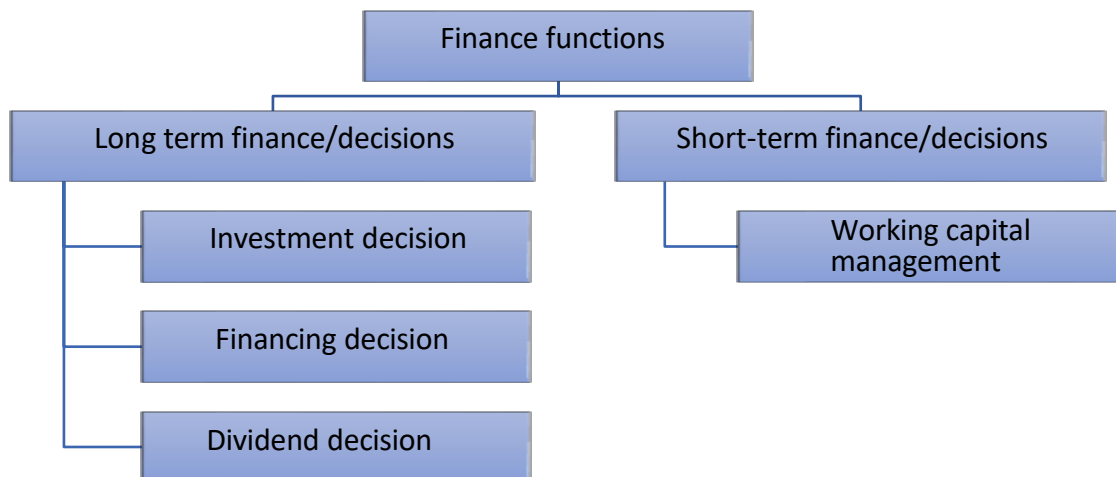 Finance functions
Long term finance/decisions
Short-term finance/decisions
Investment decision
Working capital
management
Financing decision
Dividend decision